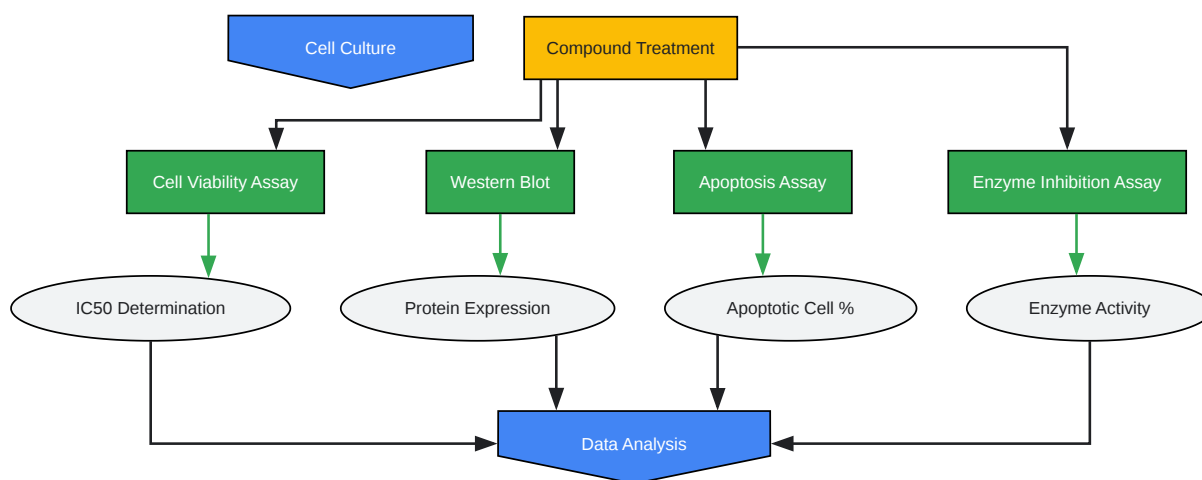 Cell Culture
Compound Treatment
Cell Viability Assay
Western Blot
Apoptosis Assay
Enzyme Inhibition Assay
IC50 Determination
Protein Expression
Apoptotic Cell %
Enzyme Activity
Data Analysis